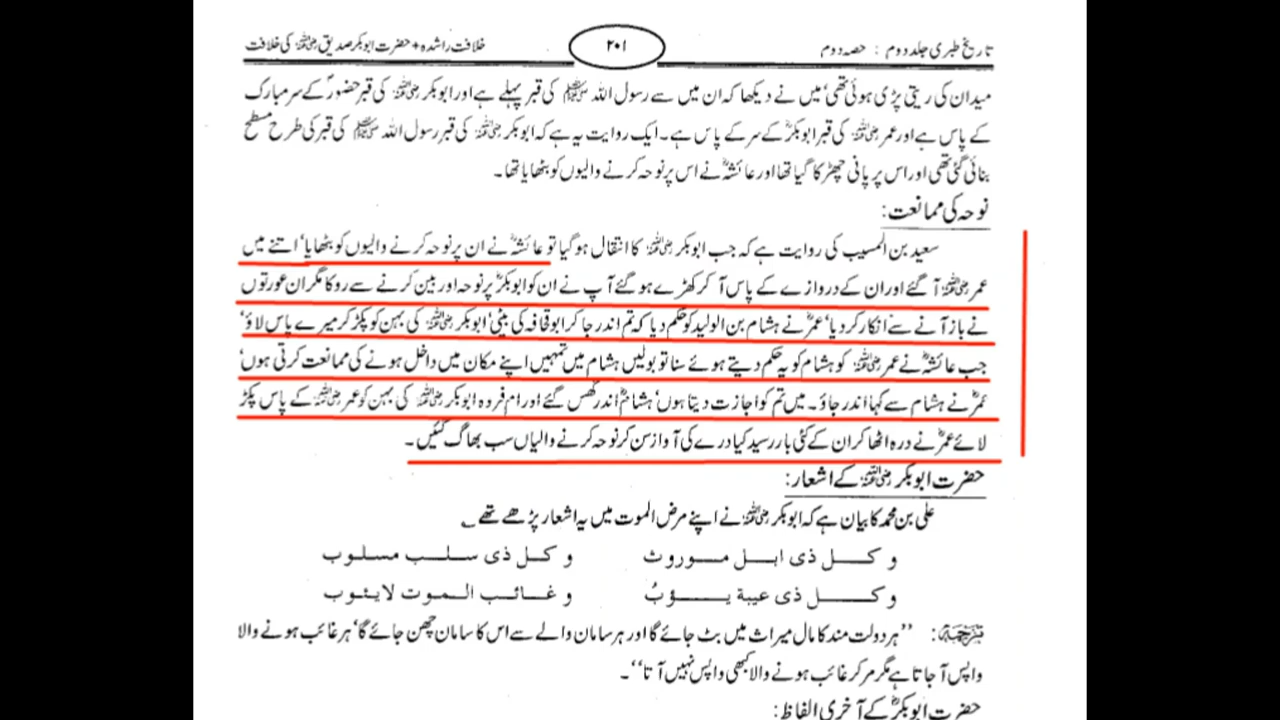 تاریخ طبری جلد دوم : حصہ دوم ۲۰۱ خلافت راشدہ + حضرت ابوبکر صدیق رضی اللہ عنہ کی خلافت
میدان کی ریتی پڑی ہوئی تھی' میں نے دیکھا کہ ان میں سے رسول اللہ ﷺ کی قبر پہلے ہے اور ابوبکر رضی اللہ عنہ کی قبر حضورؐ کے سر مبارک
کے پاس ہے اور عمر رضی اللہ عنہ کی قبر ابوبکرؓ کے سر کے پاس ہے۔ ایک روایت یہ ہے کہ ابوبکر رضی اللہ عنہ کی قبر رسول اللہ ﷺ کی قبر کی طرح مسطح
بنائی گئی تھی اور اس پر پانی چھڑکا گیا تھا اور عائشہؓ نے اس پر نوحہ کرنے والیوں کو بٹھایا تھا۔
نوحہ کی ممانعت:
سعید بن المسیب کی روایت ہے کہ جب ابوبکر رضی اللہ عنہ کا انتقال ہو گیا تو عائشہؓ نے ان پر نوحہ کرنے والیوں کو بٹھایا' اتنے میں
عمر رضی اللہ عنہ آ گئے اور ان کے دروازے کے پاس آ کر کھڑے ہو گئے آپ نے ان کو ابوبکرؓ پر نوحہ اور بین کرنے سے روکا مگر ان عورتوں
نے باز آنے سے انکار کر دیا' عمرؓ نے ہشام بن الولید کو حکم دیا کہ تم اندر جا کر ابو قحافہ کی بیٹی' ابوبکر رضی اللہ عنہ کی بہن کو پکڑ کر میرے پاس لاؤ'
جب عائشہؓ نے عمر رضی اللہ عنہ کو ہشام کو یہ حکم دیتے ہوئے سنا تو بولیں ہشام میں تمہیں اپنے مکان میں داخل ہونے کی ممانعت کرتی ہوں'
عمرؓ نے ہشام سے کہا اندر جاؤ۔ میں تم کو اجازت دیتا ہوں' ہشامؓ اندر گھس گئے اور ام فروہ ابوبکر رضی اللہ عنہ کی بہن کو عمر رضی اللہ عنہ کے پاس پکڑ
لائے عمرؓ نے درہ اٹھا کر ان کے کئی بار رسید کیا درے کی آواز سن کر نوحہ کرنے والیاں سب بھاگ گئیں۔
حضرت ابوبکر رضی اللہ عنہ کے اشعار:
علی بن محمد کا بیان ہے کہ ابوبکر رضی اللہ عنہ نے اپنے مرض الموت میں یہ اشعار پڑھے تھے
و کل ذی ابل موروث و کل ذی سلب مسلوب
و کل ذی عیبة یؤوبُ و غائب الموت لایئوب
ترجمہ: ''ہر دولت مند کا مال میراث میں بٹ جائے گا اور ہر سامان والے سے اس کا سامان چھن جائے گا' ہر غائب ہونے والا
واپس آ جاتا ہے مگر مر کر غائب ہونے والا کبھی واپس نہیں آتا''۔
حضرت ابوبکرؓ کے آخری الفاظ: